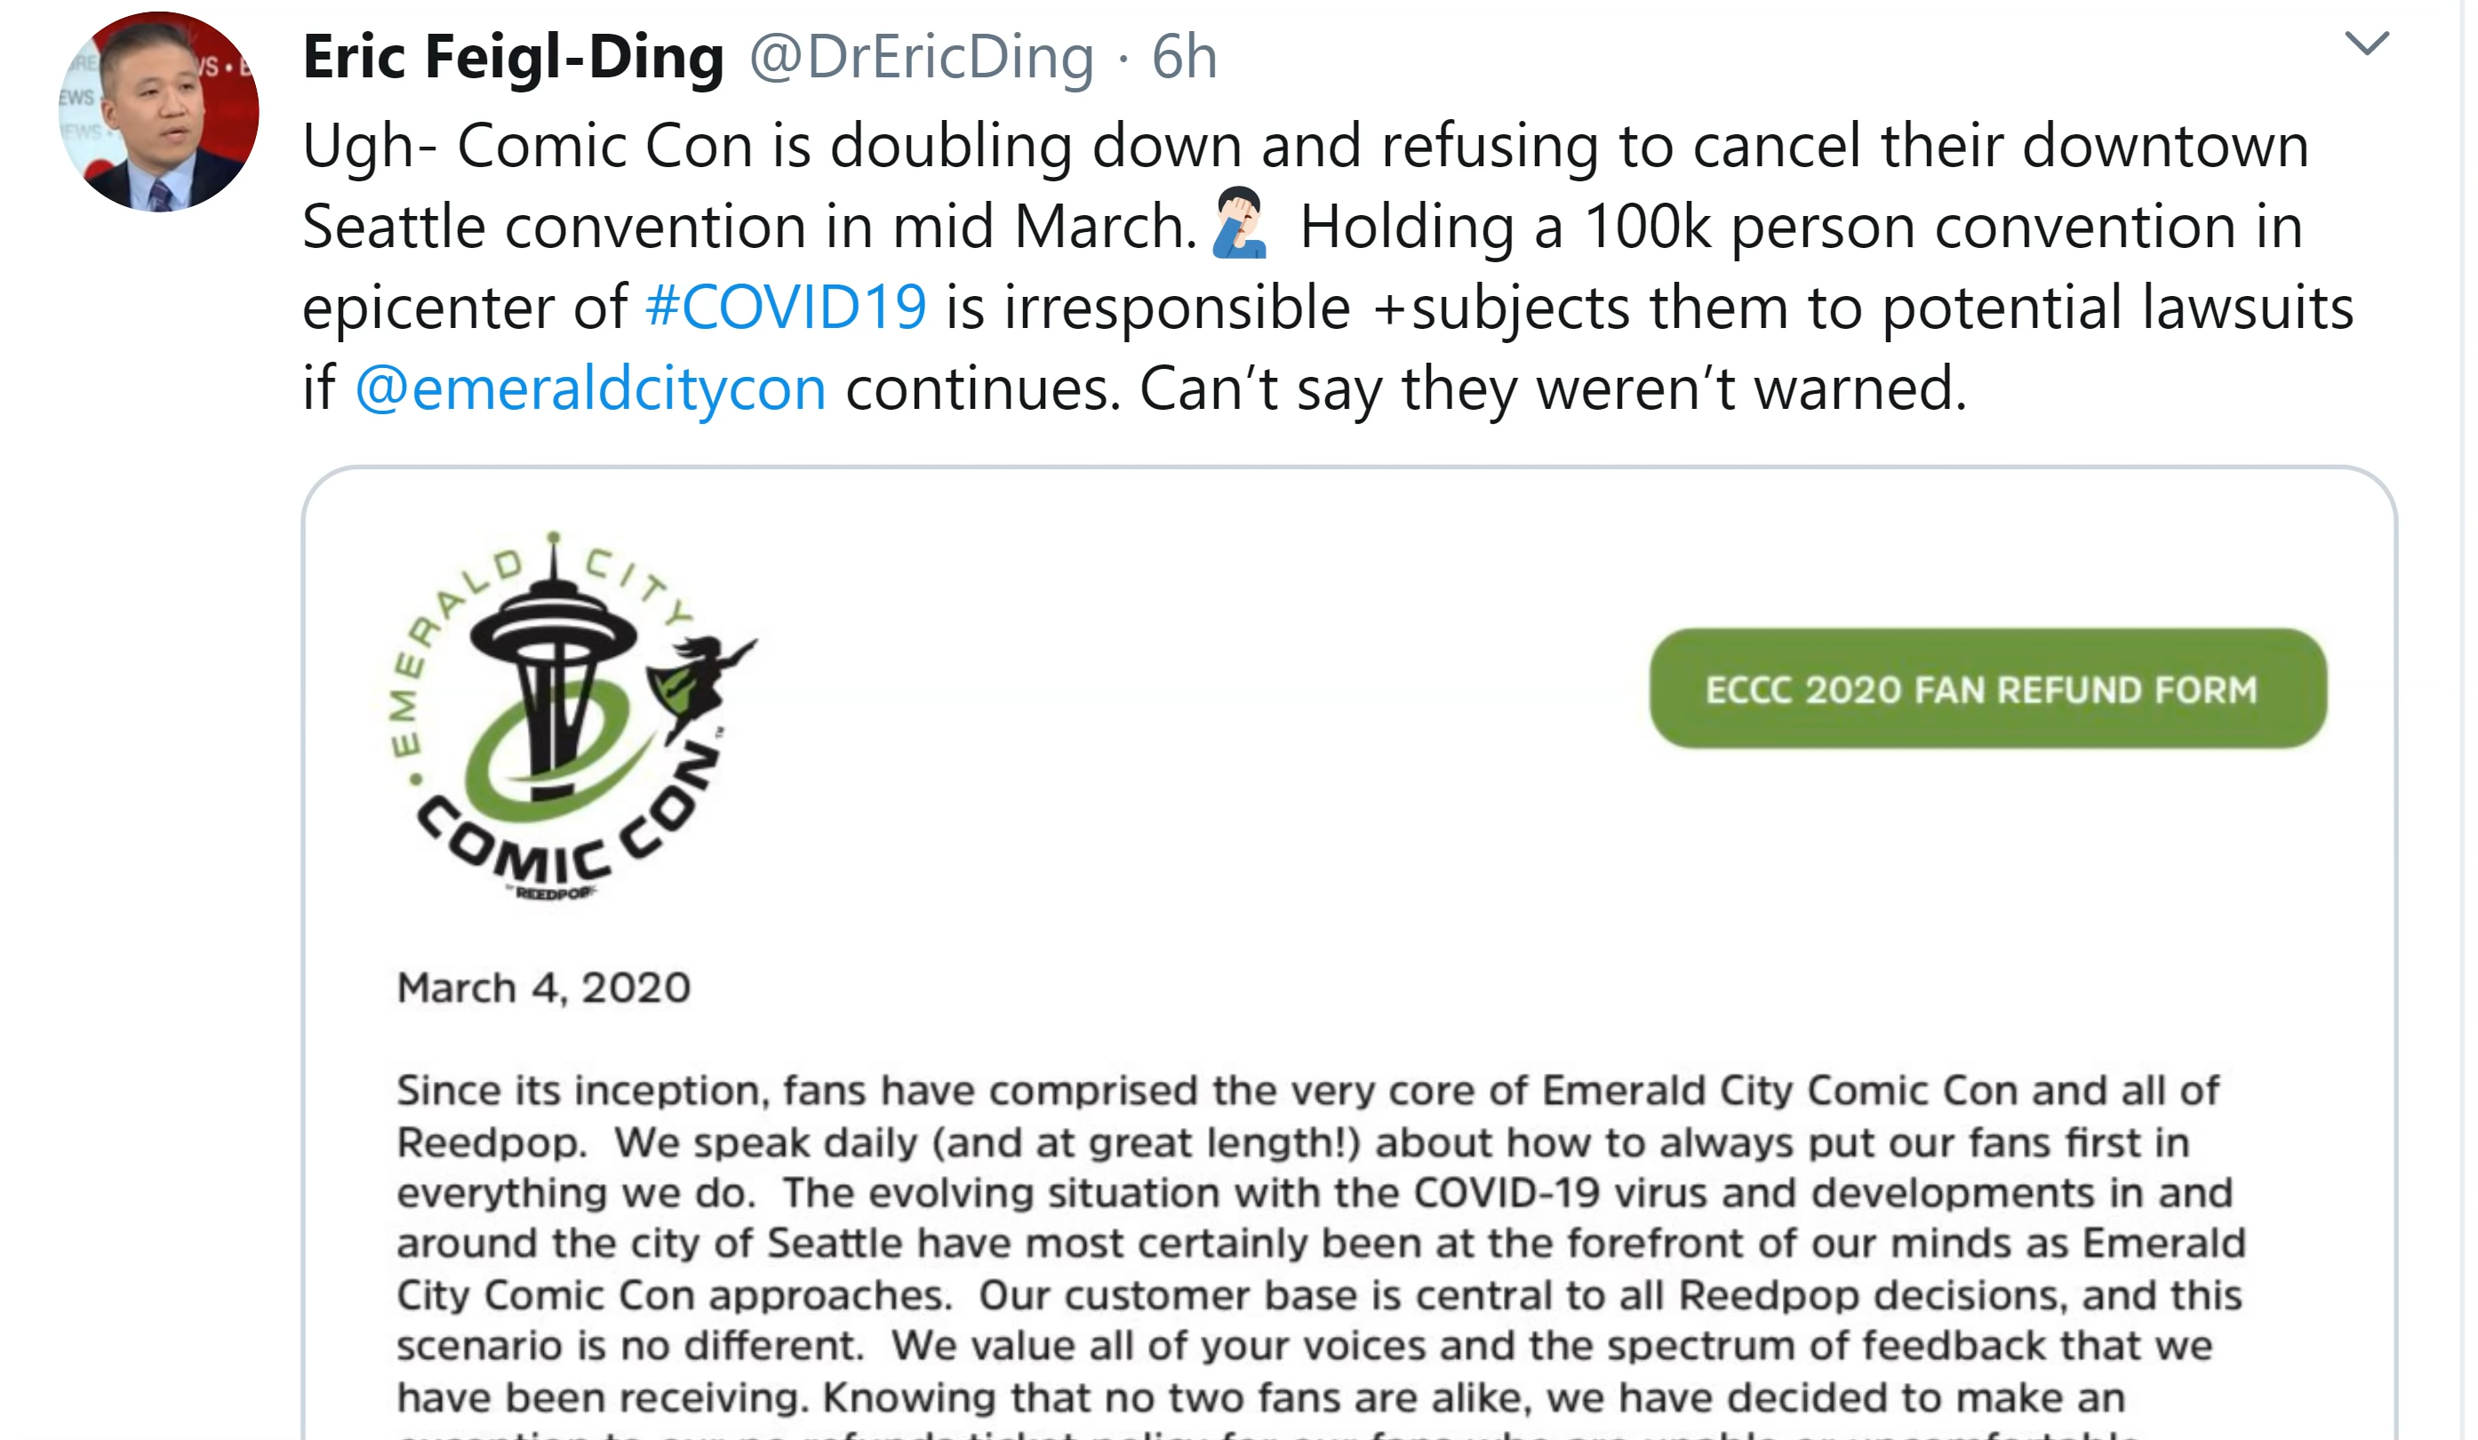 Eric Feigl-Ding @DrEricDing · 6h
Ugh- Comic Con is doubling down and refusing to cancel their downtown
Seattle convention in mid March.🤦🏻‍♂️ Holding a 100k person convention in
epicenter of #COVID19 is irresponsible +subjects them to potential lawsuits
if @emeraldcitycon continues. Can’t say they weren’t warned.
• EMERALD CITY
COMIC CON™
BY REEDPOP
ECCC 2020 FAN REFUND FORM
March 4, 2020
Since its inception, fans have comprised the very core of Emerald City Comic Con and all of
Reedpop.  We speak daily (and at great length!) about how to always put our fans first in
everything we do.  The evolving situation with the COVID-19 virus and developments in and
around the city of Seattle have most certainly been at the forefront of our minds as Emerald
City Comic Con approaches.  Our customer base is central to all Reedpop decisions, and this
scenario is no different.  We value all of your voices and the spectrum of feedback that we
have been receiving. Knowing that no two fans are alike, we have decided to make an